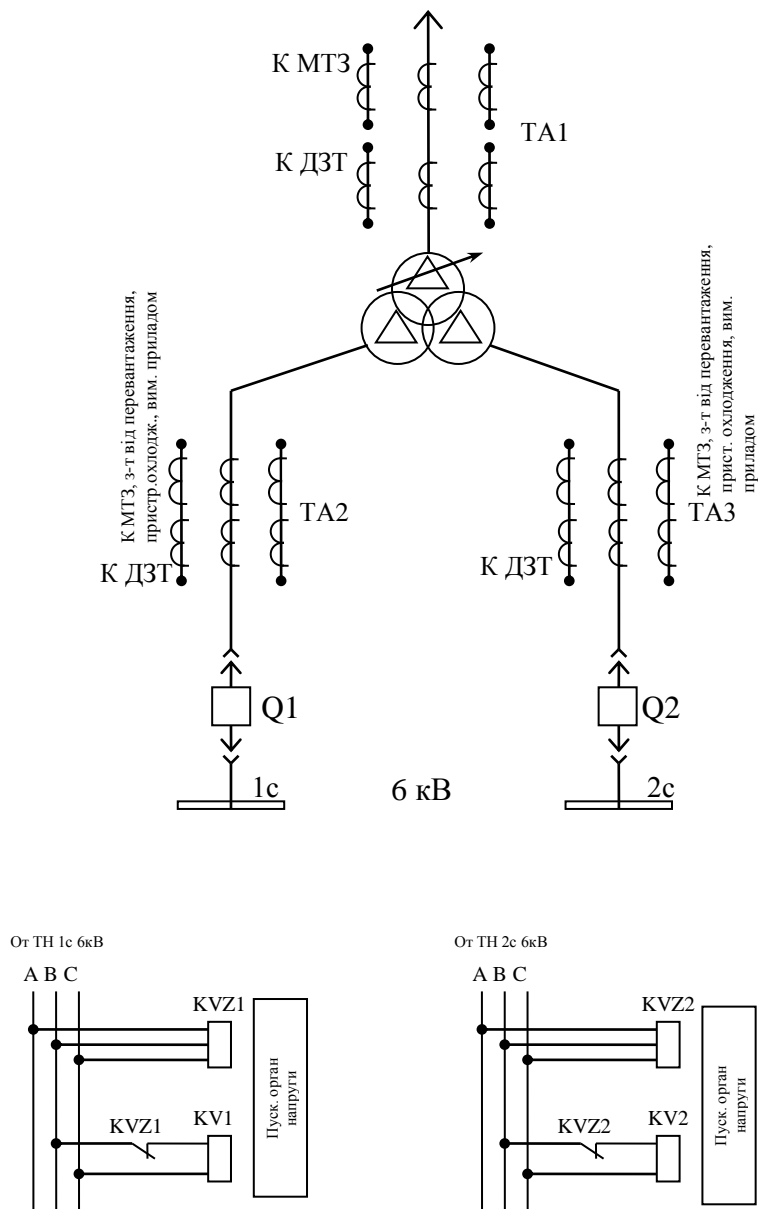 К МТЗ
ТА1
К ДЗТ
К МТЗ, з-т від перевантаження,
пристр.охлодж., вим. приладом
К МТЗ, з-т від перевантаження,
прист. охлодження, вим.
приладом
ТА2
ТА3
К ДЗТ
К ДЗТ
Q1
Q2
1с
6 кВ
2с
От ТН 1с 6кВ
От ТН 2с 6кВ
А В С
А В С
KVZ1
KVZ2
Пуск. орган
напруги
Пуск. орган
напруги
KVZ1
KV1
KVZ2
KV2